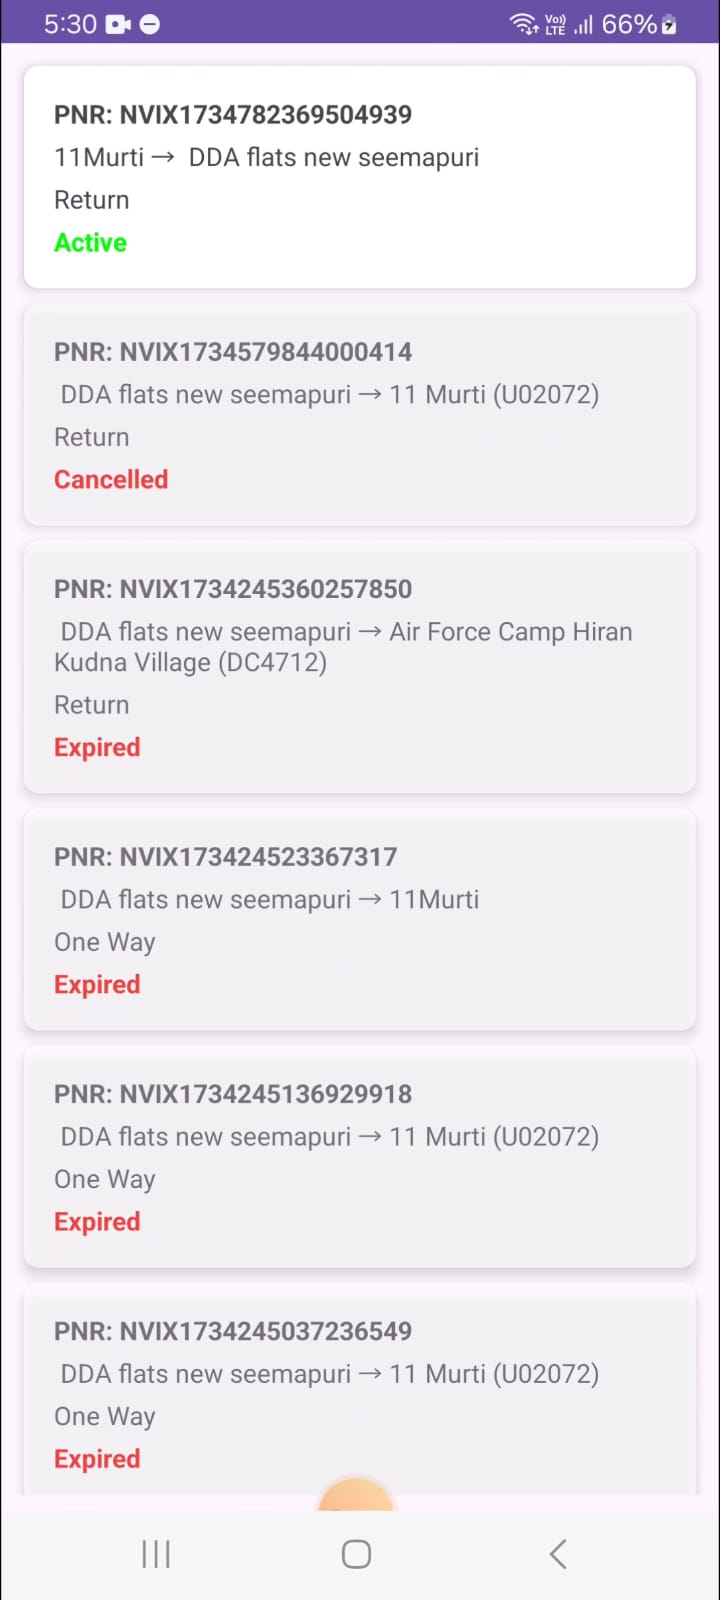 5:30 Vo)) LTE 66%
PNR: NVIX1734782369504939
11Murti → DDA flats new seemapuri
Return
Active
PNR: NVIX1734579844000414
DDA flats new seemapuri → 11 Murti (U02072)
Return
Cancelled
PNR: NVIX1734245360257850
DDA flats new seemapuri → Air Force Camp Hiran
Kudna Village (DC4712)
Return
Expired
PNR: NVIX173424523367317
DDA flats new seemapuri → 11Murti
One Way
Expired
PNR: NVIX1734245136929918
DDA flats new seemapuri → 11 Murti (U02072)
One Way
Expired
PNR: NVIX1734245037236549
DDA flats new seemapuri → 11 Murti (U02072)
One Way
Expired